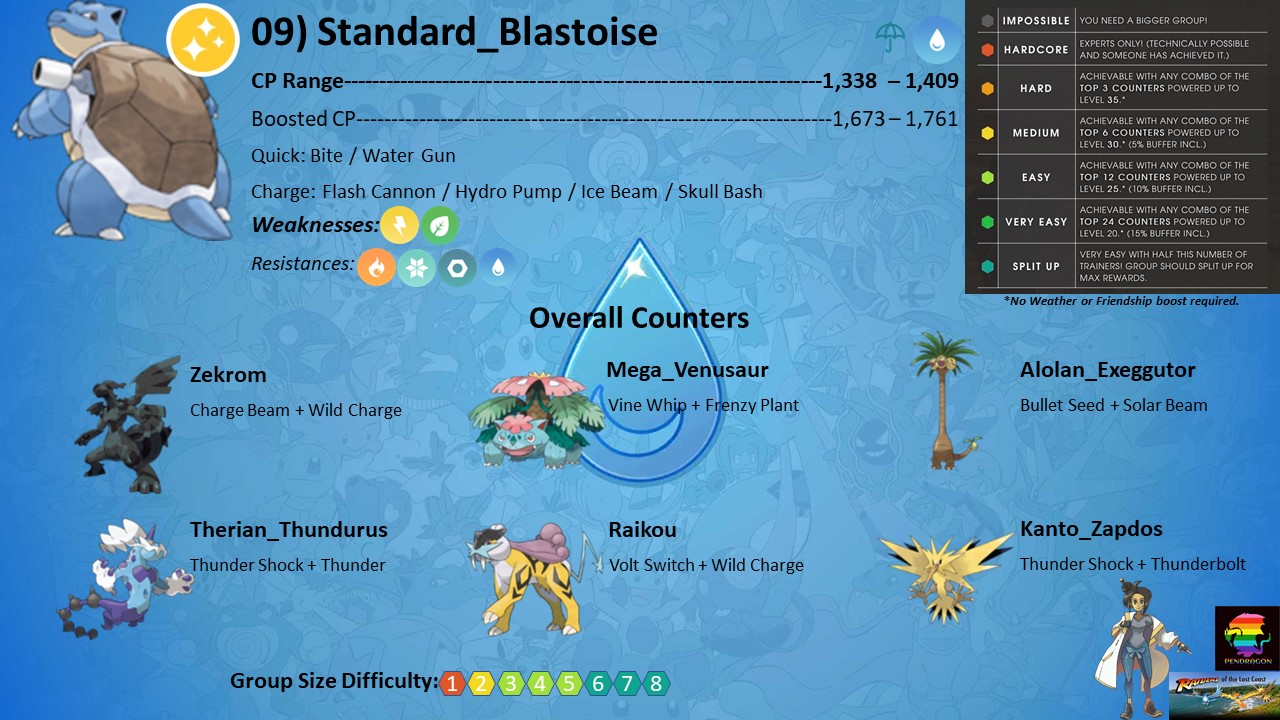 09) Standard_Blastoise
CP Range--------------------------------------------------------------------1,338 – 1,409
Boosted CP--------------------------------------------------------------------1,673 – 1,761
Quick: Bite / Water Gun
Charge: Flash Cannon / Hydro Pump / Ice Beam / Skull Bash
Weaknesses:
Resistances:
IMPOSSIBLE YOU NEED A BIGGER GROUP!
HARDCORE EXPERTS ONLY! (TECHNICALLY POSSIBLE
AND SOMEONE HAS ACHIEVED IT.)
HARD ACHIEVABLE WITH ANY COMBO OF THE
TOP 3 COUNTERS POWERED UP TO
LEVEL 35.*
MEDIUM ACHIEVABLE WITH ANY COMBO OF THE
TOP 6 COUNTERS POWERED UP TO
LEVEL 30.* (5% BUFFER INCL.)
EASY ACHIEVABLE WITH ANY COMBO OF THE
TOP 12 COUNTERS POWERED UP TO
LEVEL 25.* (10% BUFFER INCL.)
VERY EASY ACHIEVABLE WITH ANY COMBO OF THE
TOP 24 COUNTERS POWERED UP TO
LEVEL 20.* (15% BUFFER INCL.)
SPLIT UP VERY EASY WITH HALF THIS NUMBER OF
TRAINERS! GROUP SHOULD SPLIT UP FOR
MAX REWARDS.
*No Weather or Friendship boost required.
Overall Counters
Zekrom
Charge Beam + Wild Charge
Mega_Venusaur
Vine Whip + Frenzy Plant
Alolan_Exeggutor
Bullet Seed + Solar Beam
Therian_Thundurus
Thunder Shock + Thunder
Raikou
Volt Switch + Wild Charge
Kanto_Zapdos
Thunder Shock + Thunderbolt
Group Size Difficulty: 1 2 3 4 5 6 7 8
PENDRAGON
RAIDERS of the Lost Coast